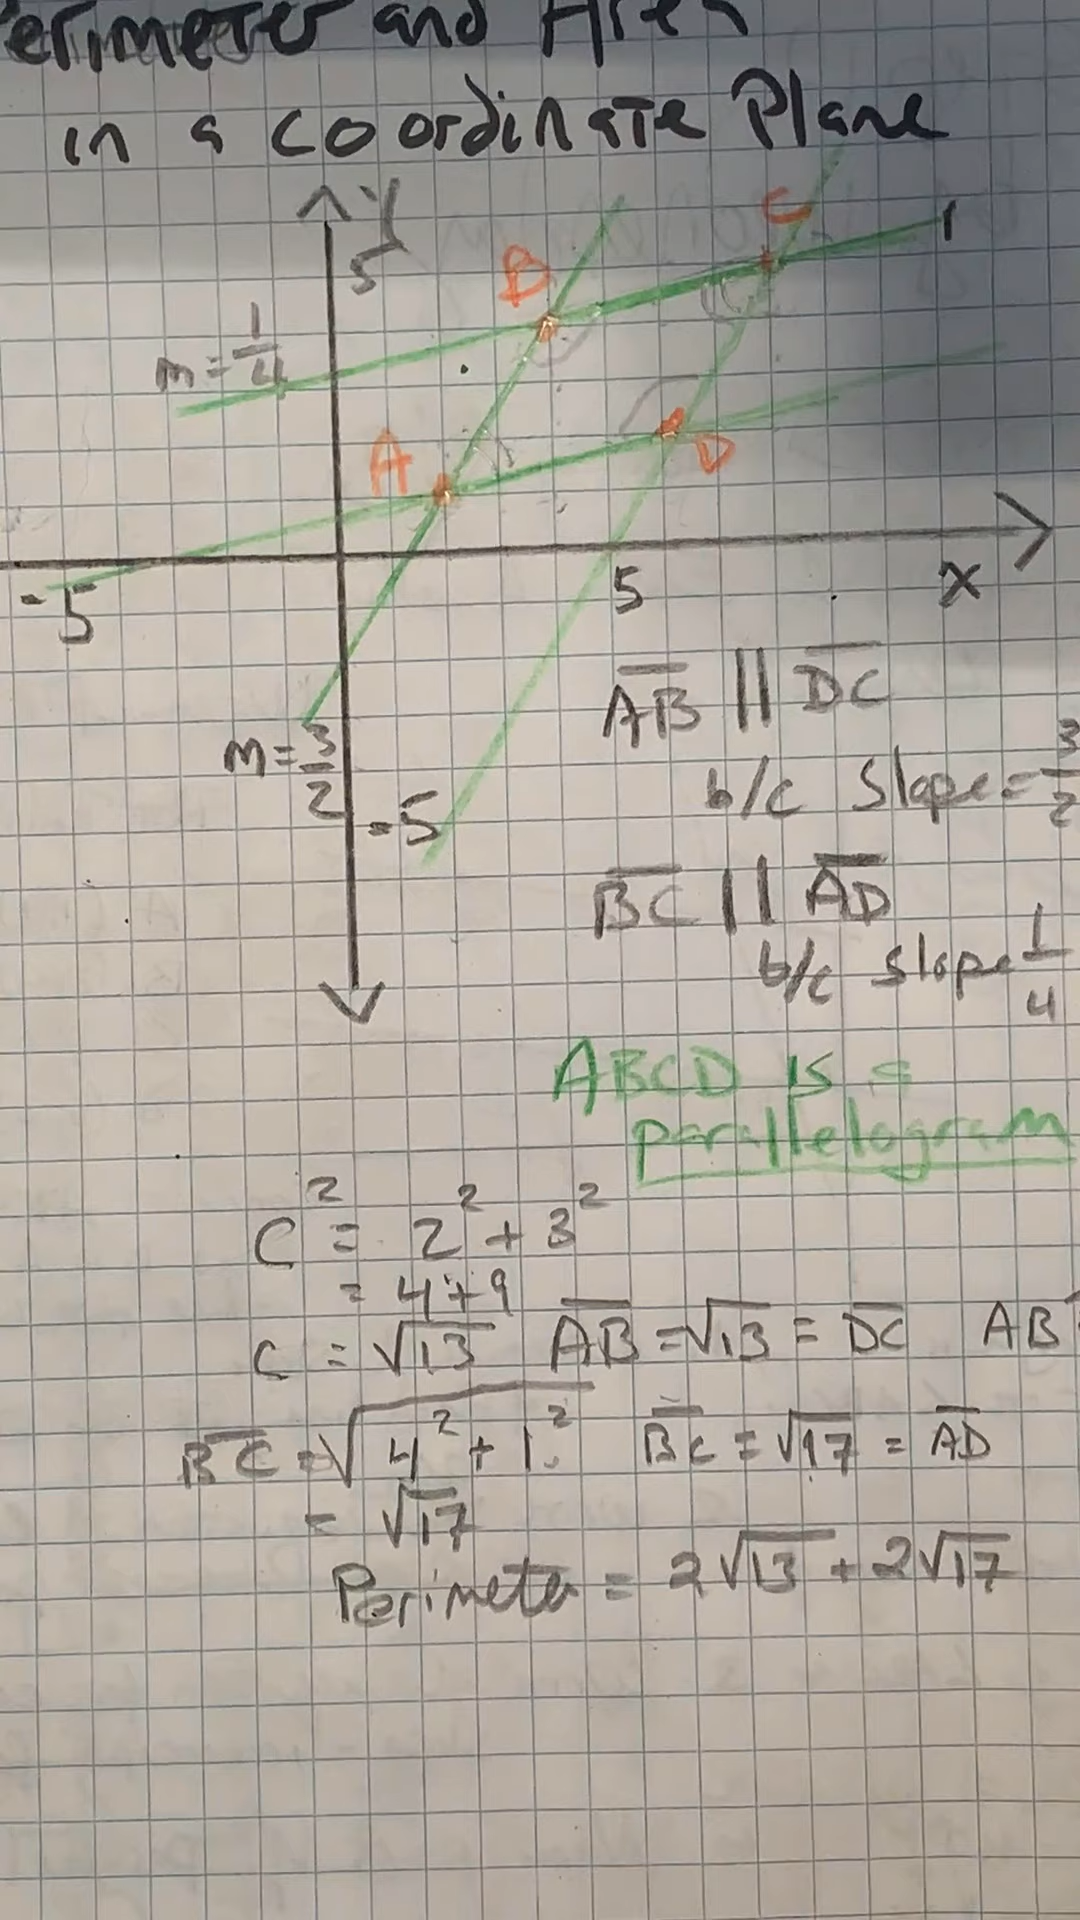 Perimeter and Area
in a coordinate Plane
y
5
C
B
m = 1/4
A
D
-5
5
x
m = 3/2
-5
AB || DC
b/c Slope = 3/2
BC || AD
b/c slope 1/4
ABCD is a
parallelogram
C² = 2² + 3²
= 4+9
C = √13 AB = √13 = DC AB
BC = √4² + 1² BC = √17 = AD
= √17
Perimeter = 2√13 + 2√17